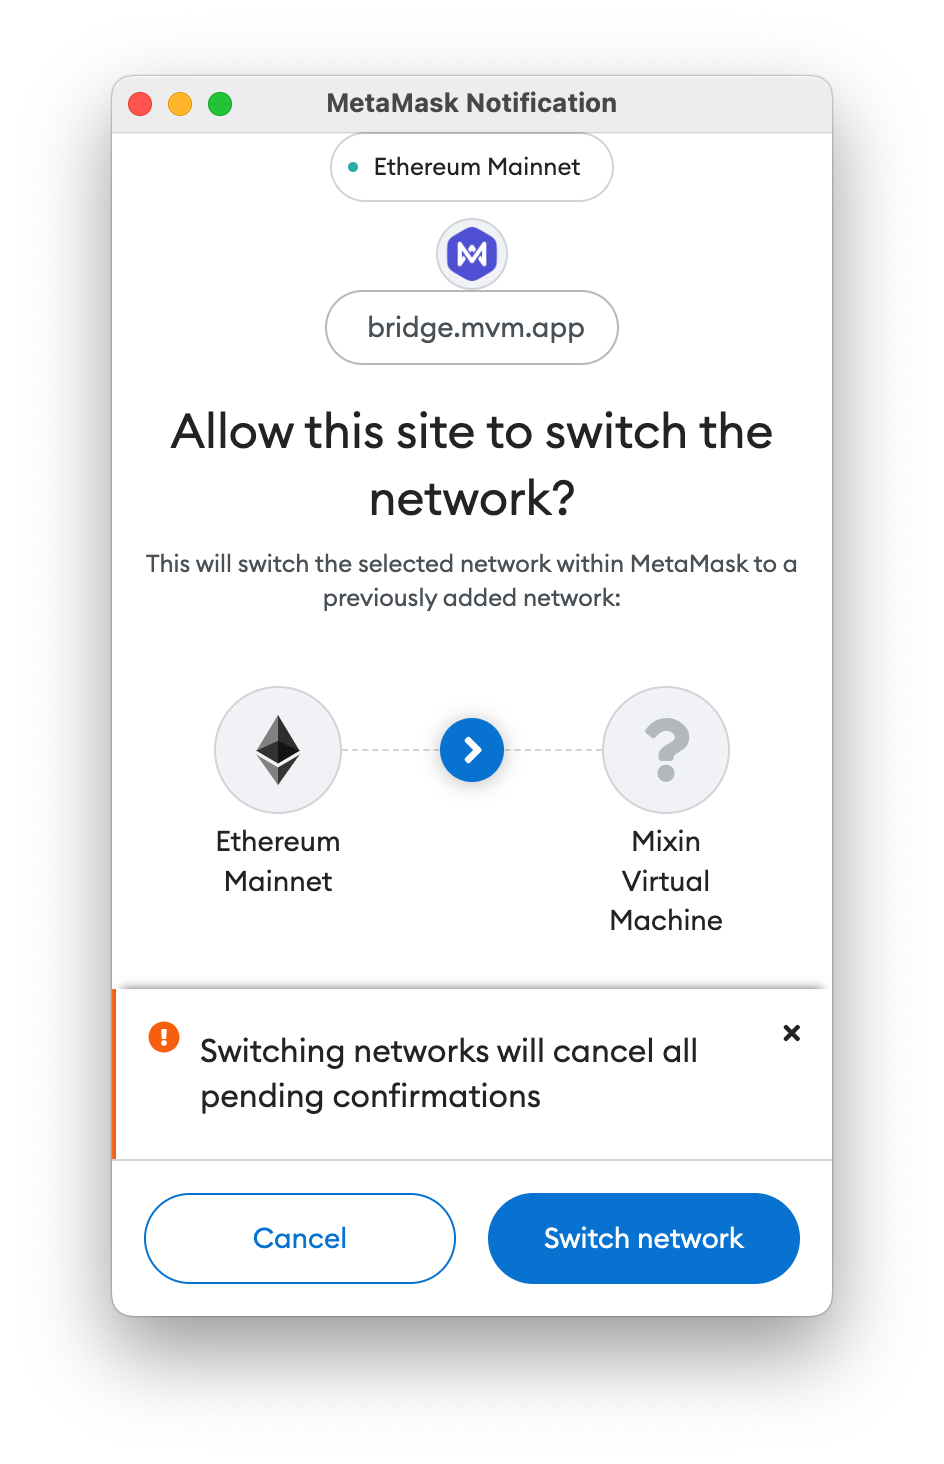 MetaMask Notification
Ethereum Mainnet
bridge.mvm.app
Allow this site to switch the
network?
This will switch the selected network within MetaMask to a
previously added network:
Ethereum
Mainnet
Mixin
Virtual
Machine
Switching networks will cancel all
pending confirmations
Cancel
Switch network